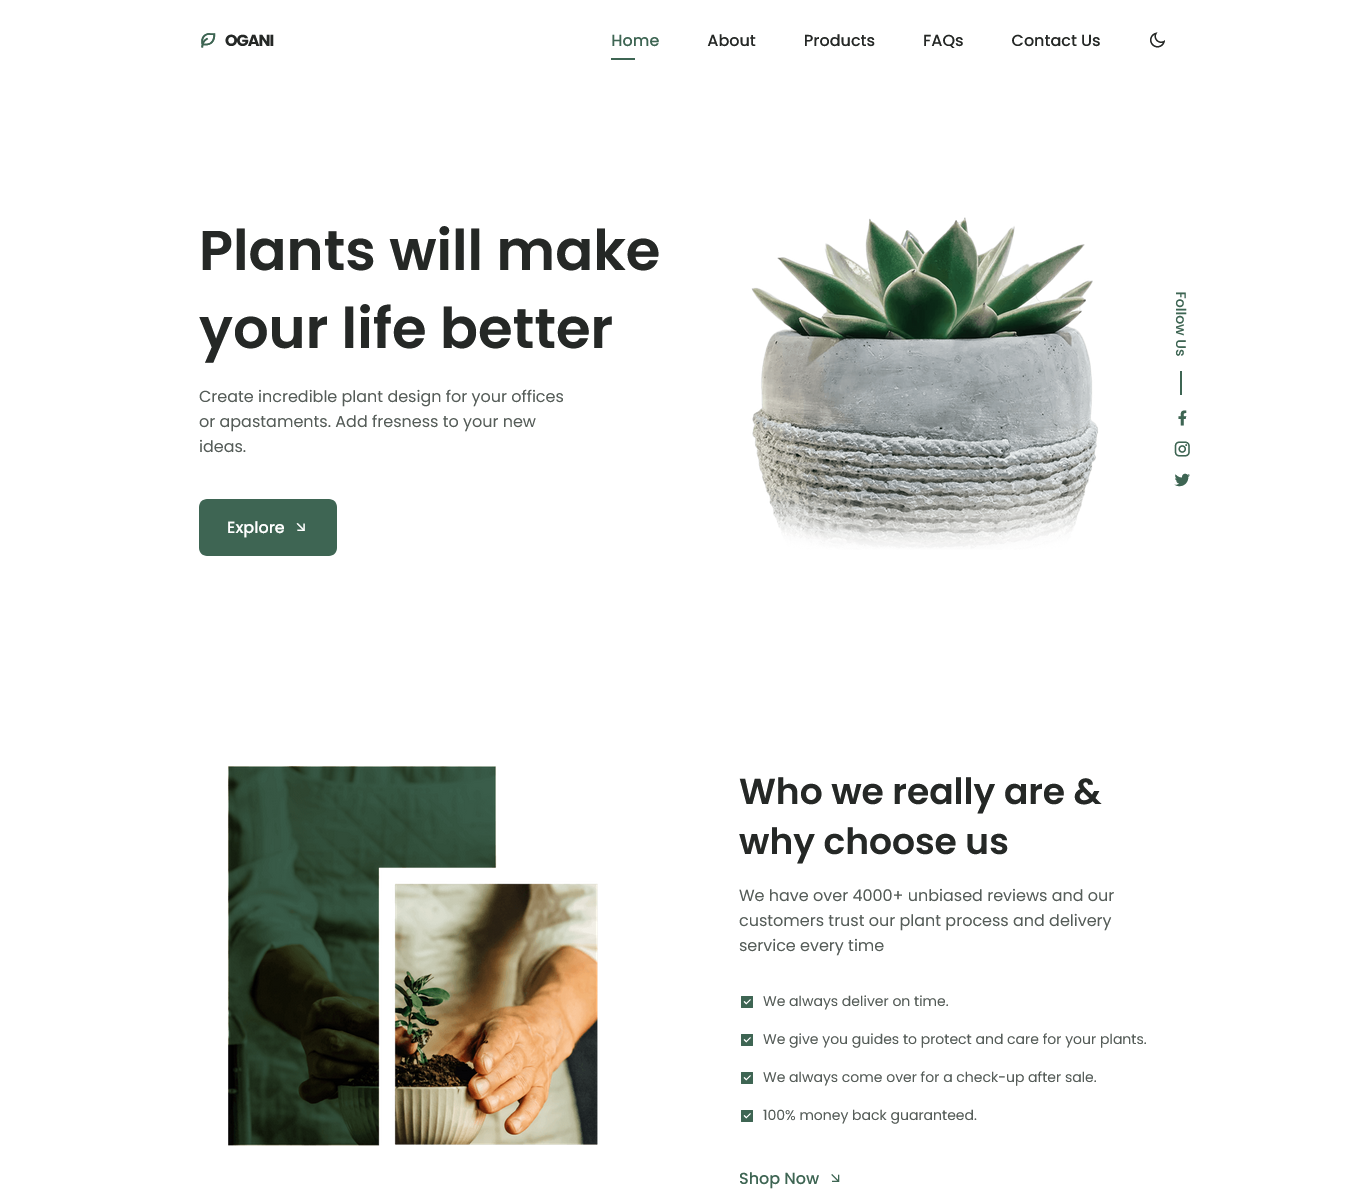 OGANI
Home
About
Products
FAQs
Contact Us
Plants will make
your life better
Create incredible plant design for your offices
or apastaments. Add fresness to your new
ideas.
Explore
Follow Us
Who we really are &
why choose us
We have over 4000+ unbiased reviews and our
customers trust our plant process and delivery
service every time
We always deliver on time.
We give you guides to protect and care for your plants.
We always come over for a check-up after sale.
100% money back guaranteed.
Shop Now